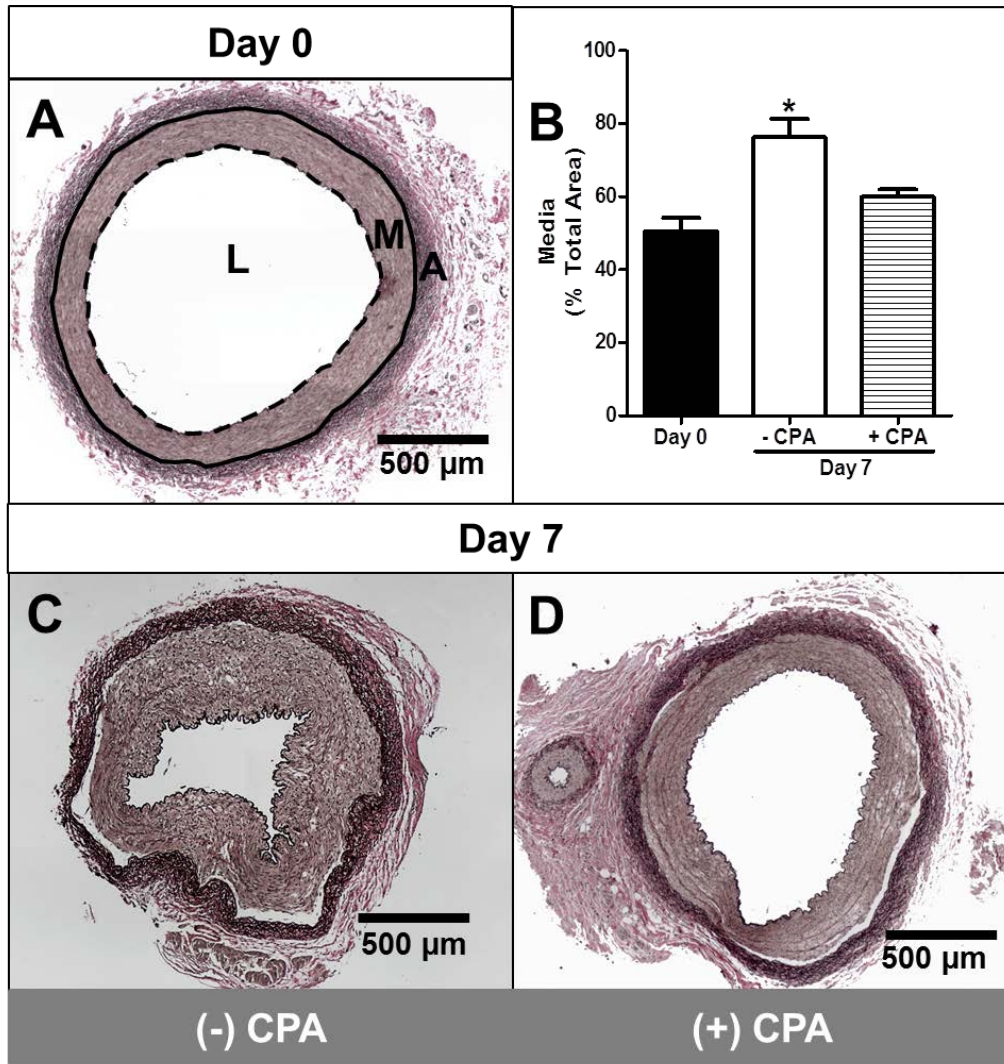 Day 0
A
L
M
A
500 µm
B
*
Media
(% Total Area)
100
80
60
40
20
0
Day 0
- CPA
+ CPA
Day 7
Day 7
C
500 µm
D
500 µm
(-) CPA
(+) CPA